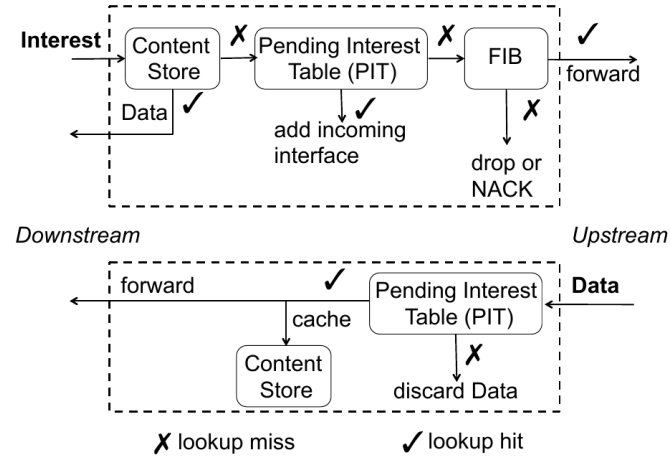 Interest
Content
Store
✗
Pending Interest
Table (PIT)
✗
FIB
✓
forward
Data
✓
✓
add incoming
interface
✗
drop or
NACK
Downstream
Upstream
forward
✓
Pending Interest
Table (PIT)
Data
cache
Content
Store
✗
discard Data
✗ lookup miss
✓ lookup hit